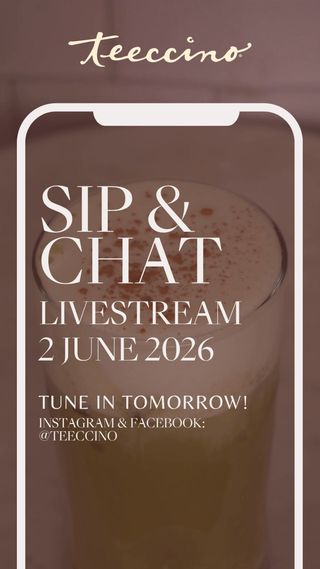 teeccino
SIP &
CHAT
LIVESTREAM
2 JUNE 2026
TUNE IN TOMORROW!
INSTAGRAM & FACEBOOK:
@TEECCINO